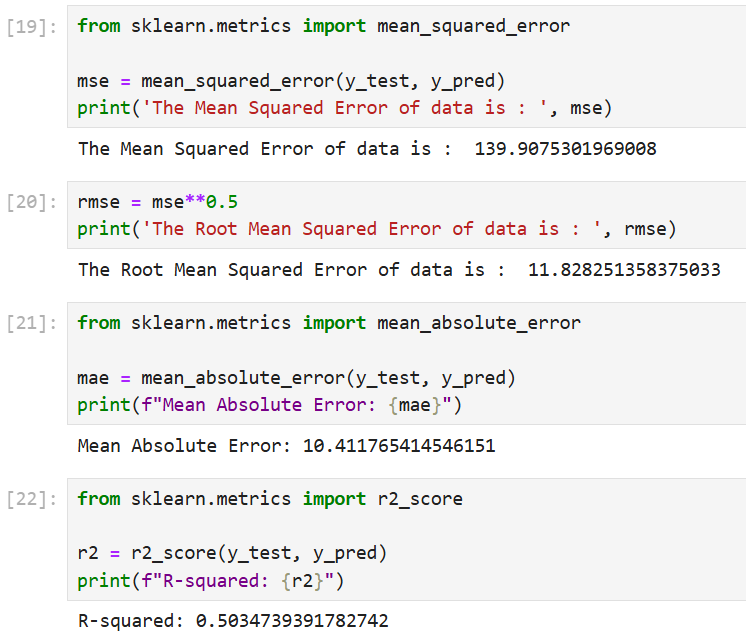 [19]: from sklearn.metrics import mean_squared_error
mse = mean_squared_error(y_test, y_pred)
print('The Mean Squared Error of data is : ', mse)
The Mean Squared Error of data is :  139.9075301969008
[20]: rmse = mse**0.5
print('The Root Mean Squared Error of data is : ', rmse)
The Root Mean Squared Error of data is :  11.828251358375033
[21]: from sklearn.metrics import mean_absolute_error
mae = mean_absolute_error(y_test, y_pred)
print(f"Mean Absolute Error: {mae}")
Mean Absolute Error: 10.411765414546151
[22]: from sklearn.metrics import r2_score
r2 = r2_score(y_test, y_pred)
print(f"R-squared: {r2}")
R-squared: 0.5034739391782742